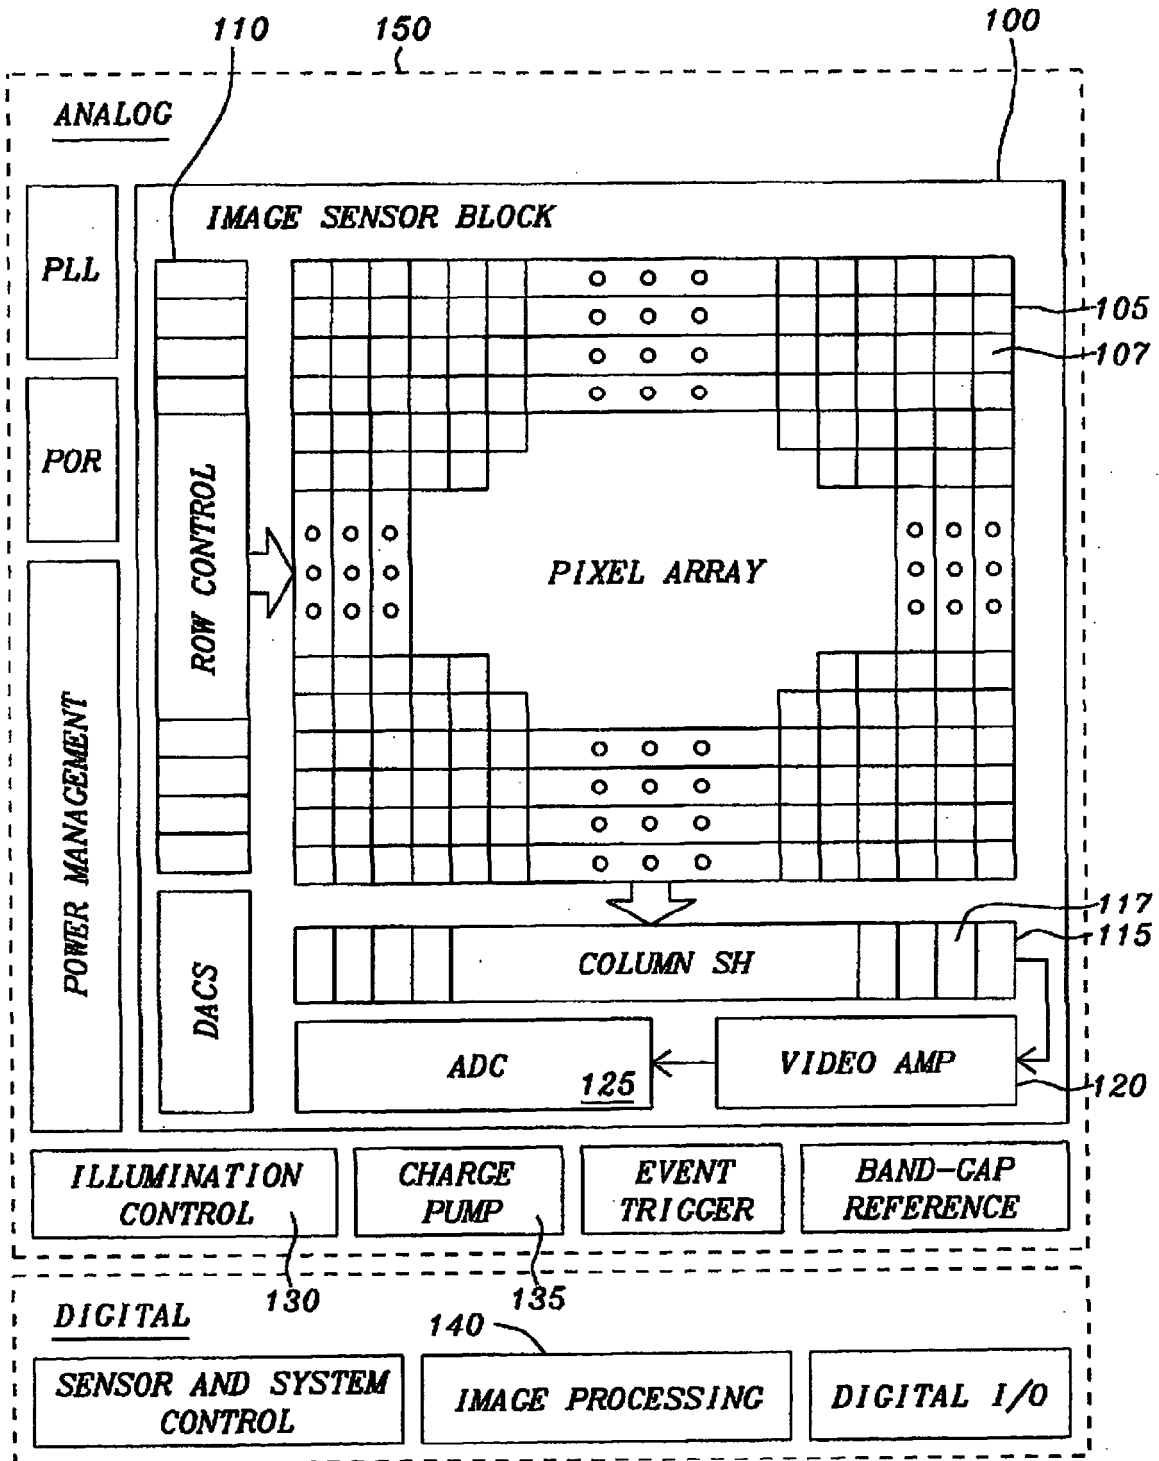 110
150
100
ANALOG
PLL
IMAGE SENSOR BLOCK
105
107
POR
ROW CONTROL
PIXEL ARRAY
POWER MANAGEMENT
117
115
COLUMN SH
DACS
ADC
125
VIDEO AMP
120
ILLUMINATION
CONTROL
CHARGE
PUMP
EVENT
TRIGGER
BAND-GAP
REFERENCE
130
135
DIGITAL
140
SENSOR AND SYSTEM
CONTROL
IMAGE PROCESSING
DIGITAL I/O